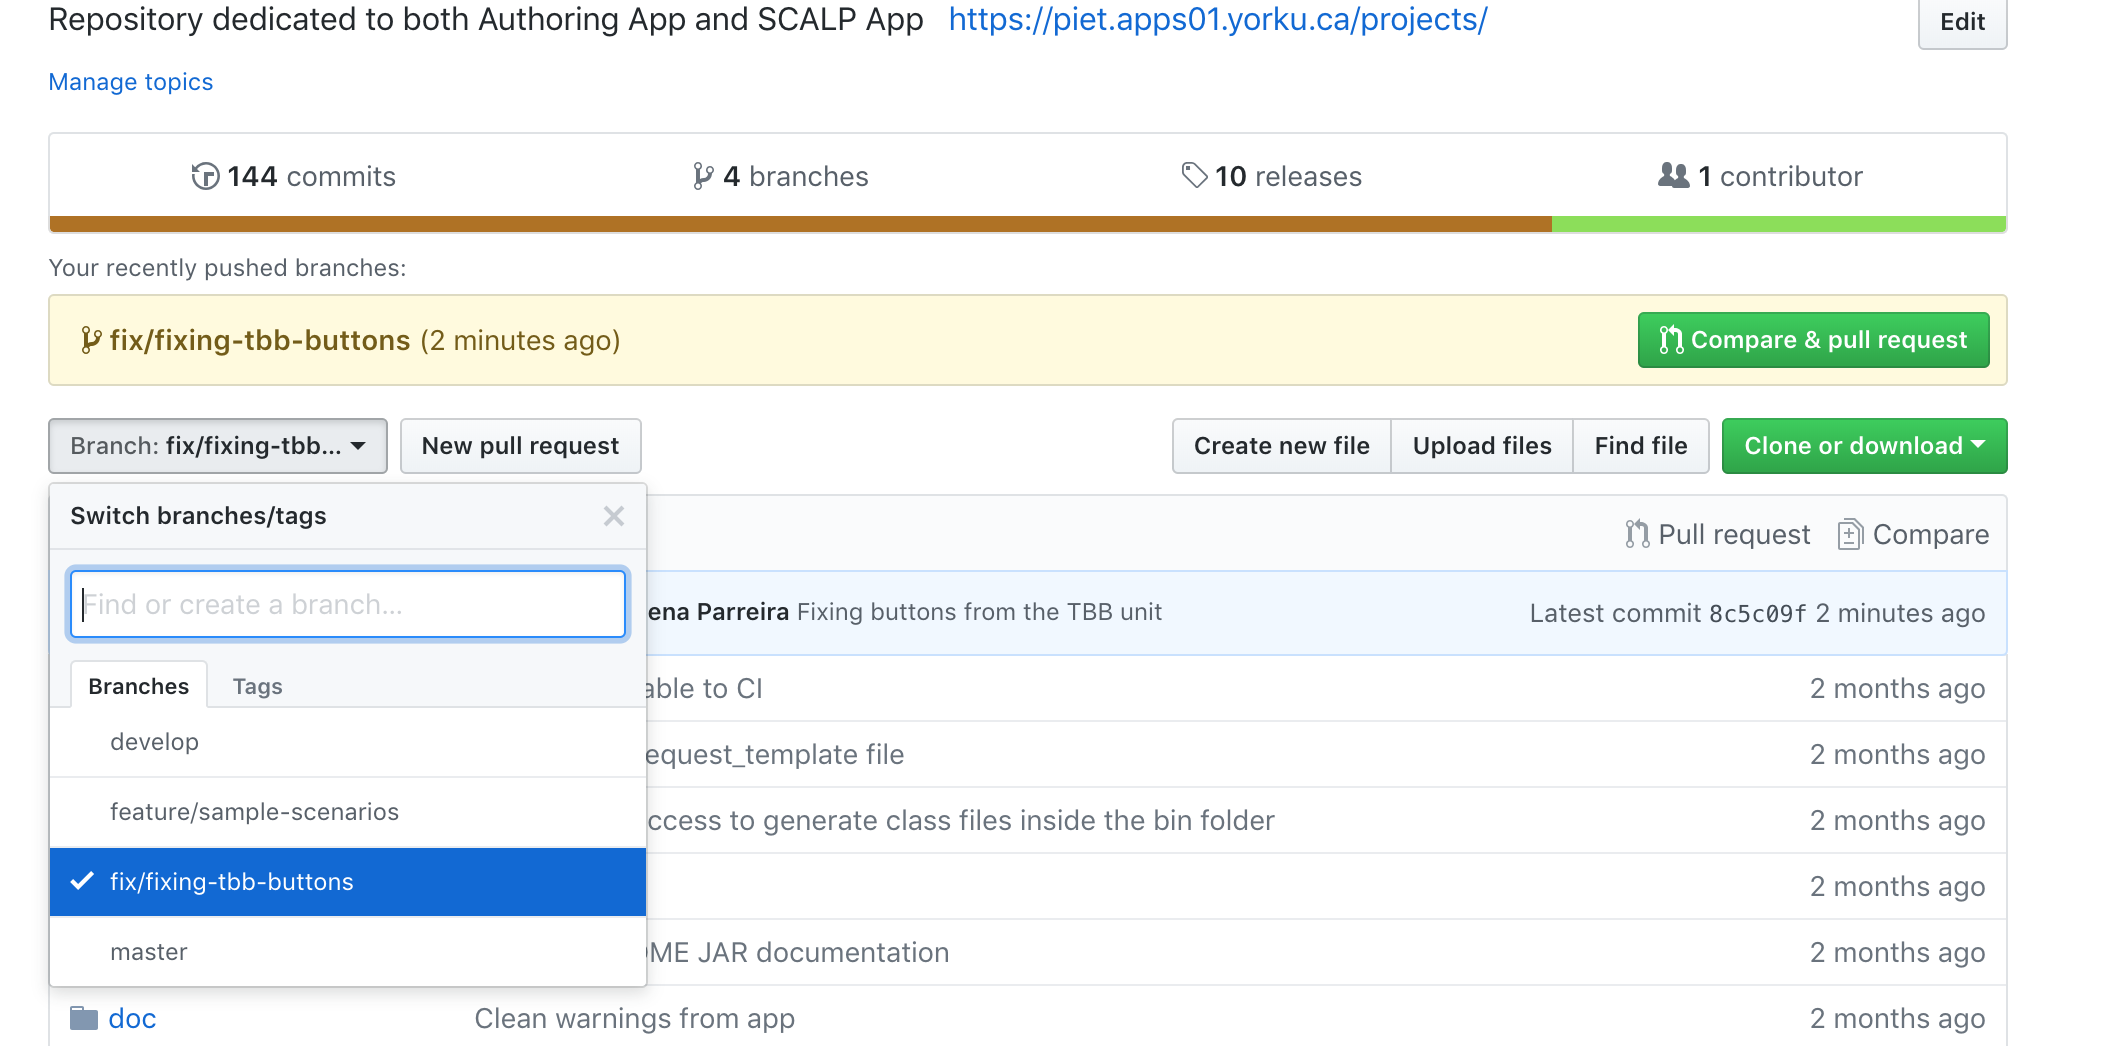 Repository dedicated to both Authoring App and SCALP App https://piet.apps01.yorku.ca/projects/
Edit
Manage topics
144 commits
4 branches
10 releases
1 contributor
Your recently pushed branches:
fix/fixing-tbb-buttons (2 minutes ago)
Compare & pull request
Branch: fix/fixing-tbb...
New pull request
Create new file
Upload files
Find file
Clone or download
Switch branches/tags
Pull request
Compare
Find or create a branch...
ena Parreira Fixing buttons from the TBB unit
Latest commit 8c5c09f 2 minutes ago
Branches
Tags
able to CI
2 months ago
develop
equest_template file
2 months ago
feature/sample-scenarios
ccess to generate class files inside the bin folder
2 months ago
fix/fixing-tbb-buttons
2 months ago
master
ME JAR documentation
2 months ago
doc
Clean warnings from app
2 months ago